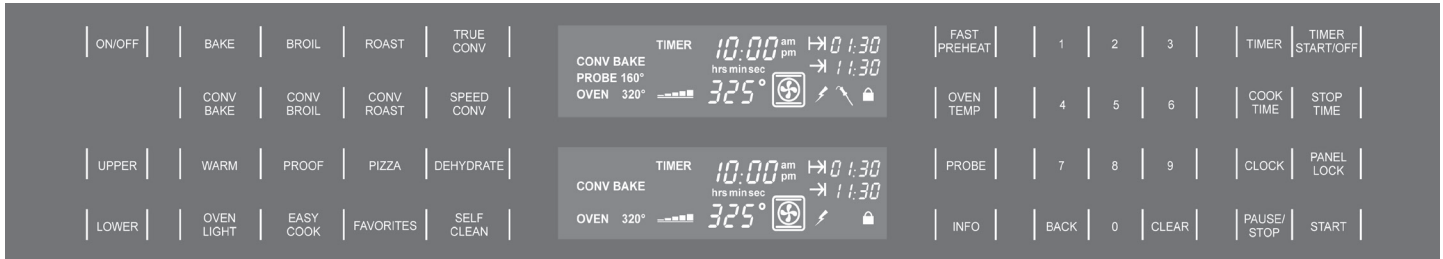 ON/OFF BAKE BROIL ROAST TRUE CONV
CONV BAKE CONV BROIL CONV ROAST SPEED CONV
UPPER WARM PROOF PIZZA DEHYDRATE
LOWER OVEN LIGHT EASY COOK FAVORITES SELF CLEAN
TIMER 10:00 am pm 01:30
CONV BAKE hrs min sec 11:30
PROBE 160°
OVEN 320° 325°
TIMER 10:00 am pm 01:30
CONV BAKE hrs min sec 11:30
OVEN 320° 325°
FAST PREHEAT 1 2 3 TIMER TIMER START/OFF
OVEN TEMP 4 5 6 COOK TIME STOP TIME
PROBE 7 8 9 CLOCK PANEL LOCK
INFO BACK 0 CLEAR PAUSE/STOP START